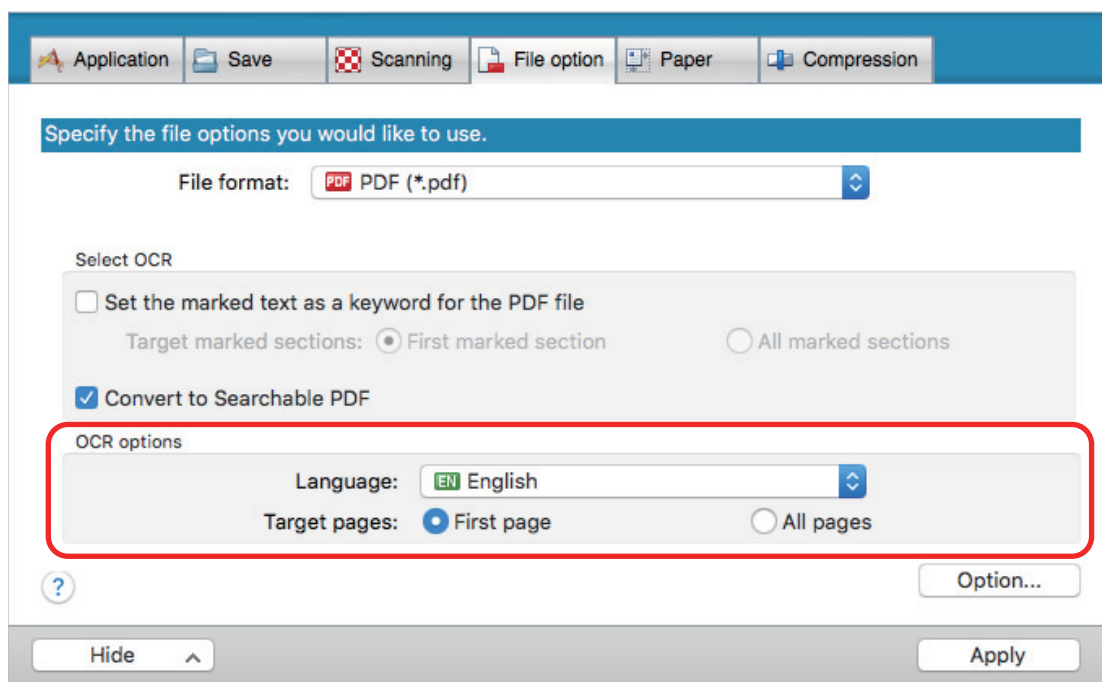 Application Save Scanning File option Paper Compression
Specify the file options you would like to use.
File format: PDF PDF (*.pdf)
Select OCR
Set the marked text as a keyword for the PDF file
Target marked sections: First marked section All marked sections
Convert to Searchable PDF
OCR options
Language: EN English
Target pages: First page All pages
? Option...
Hide Apply